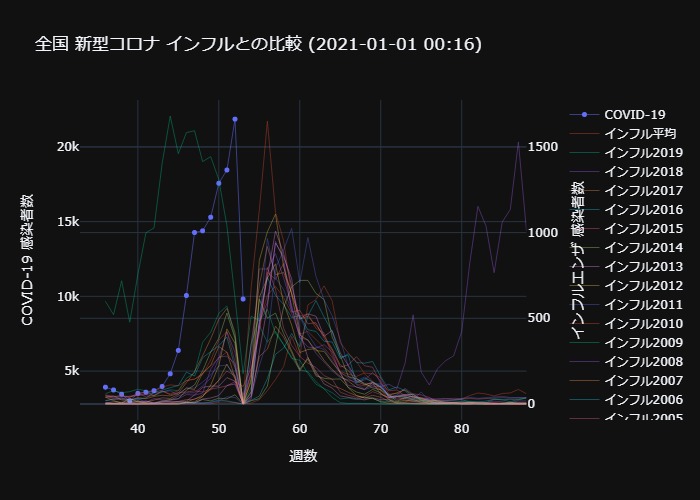 全国 新型コロナ インフルとの比較 (2021-01-01 00:16)
COVID-19 感染者数
20k
15k
10k
5k
40
50
60
70
80
週数
1500
1000
500
0
インフルエンザ 感染者数
COVID-19
インフル平均
インフル2019
インフル2018
インフル2017
インフル2016
インフル2015
インフル2014
インフル2013
インフル2012
インフル2011
インフル2010
インフル2009
インフル2008
インフル2007
インフル2006
インフル2005